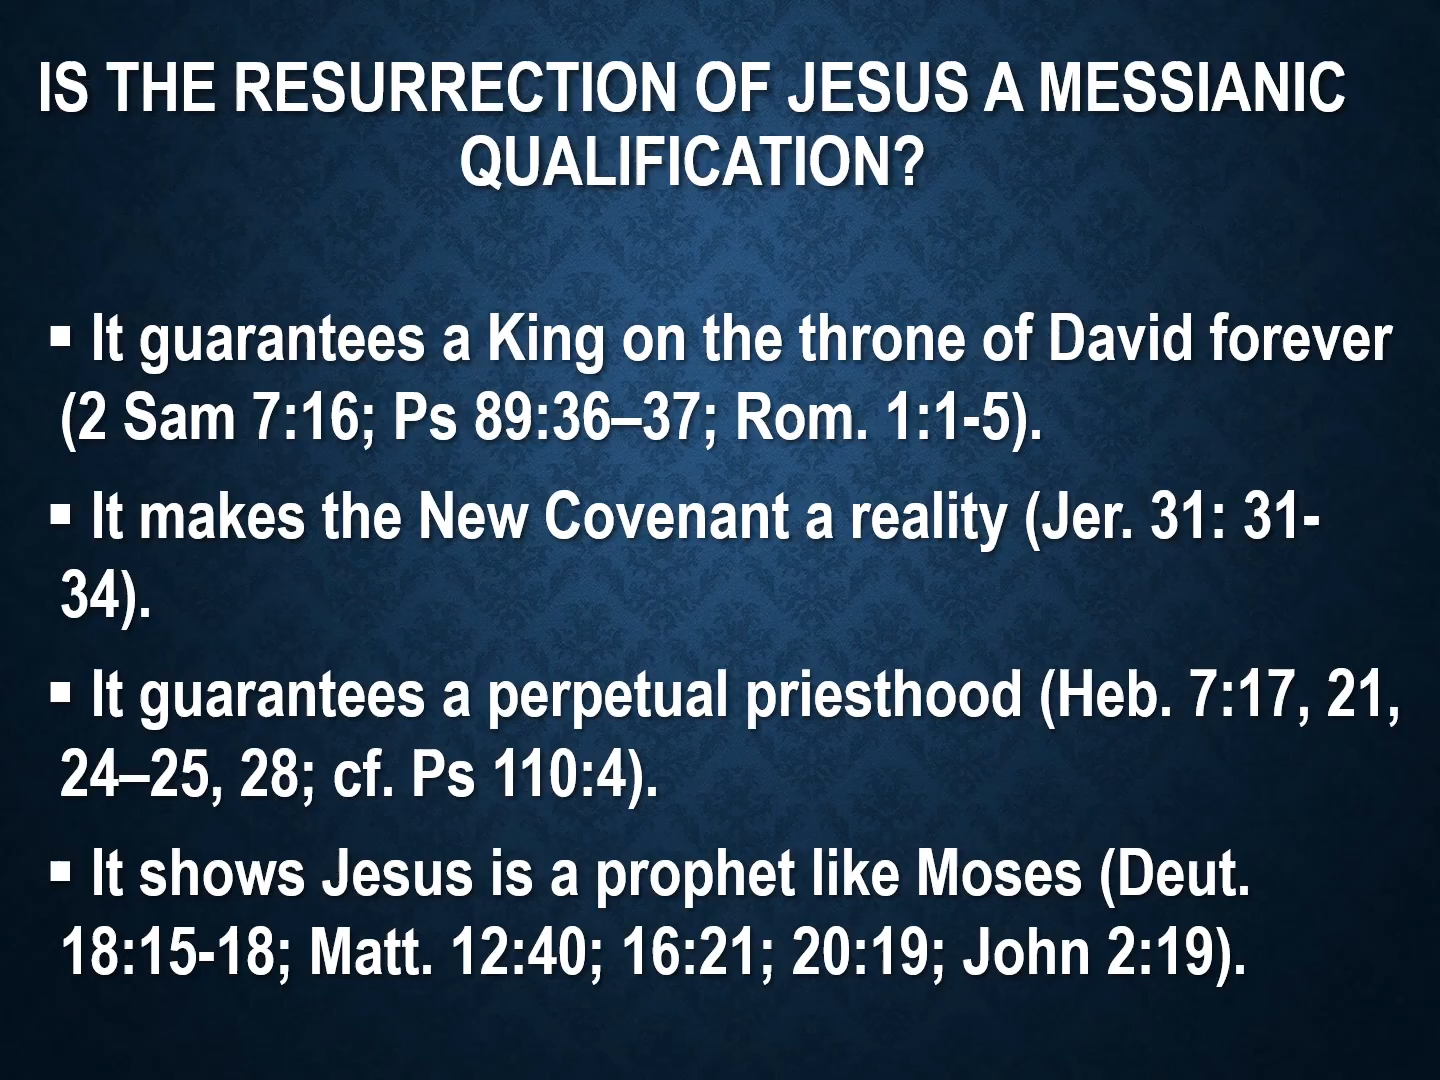 IS THE RESURRECTION OF JESUS A MESSIANIC
QUALIFICATION?
▪ It guarantees a King on the throne of David forever
(2 Sam 7:16; Ps 89:36–37; Rom. 1:1-5).
▪ It makes the New Covenant a reality (Jer. 31: 31-
34).
▪ It guarantees a perpetual priesthood (Heb. 7:17, 21,
24–25, 28; cf. Ps 110:4).
▪ It shows Jesus is a prophet like Moses (Deut.
18:15-18; Matt. 12:40; 16:21; 20:19; John 2:19).